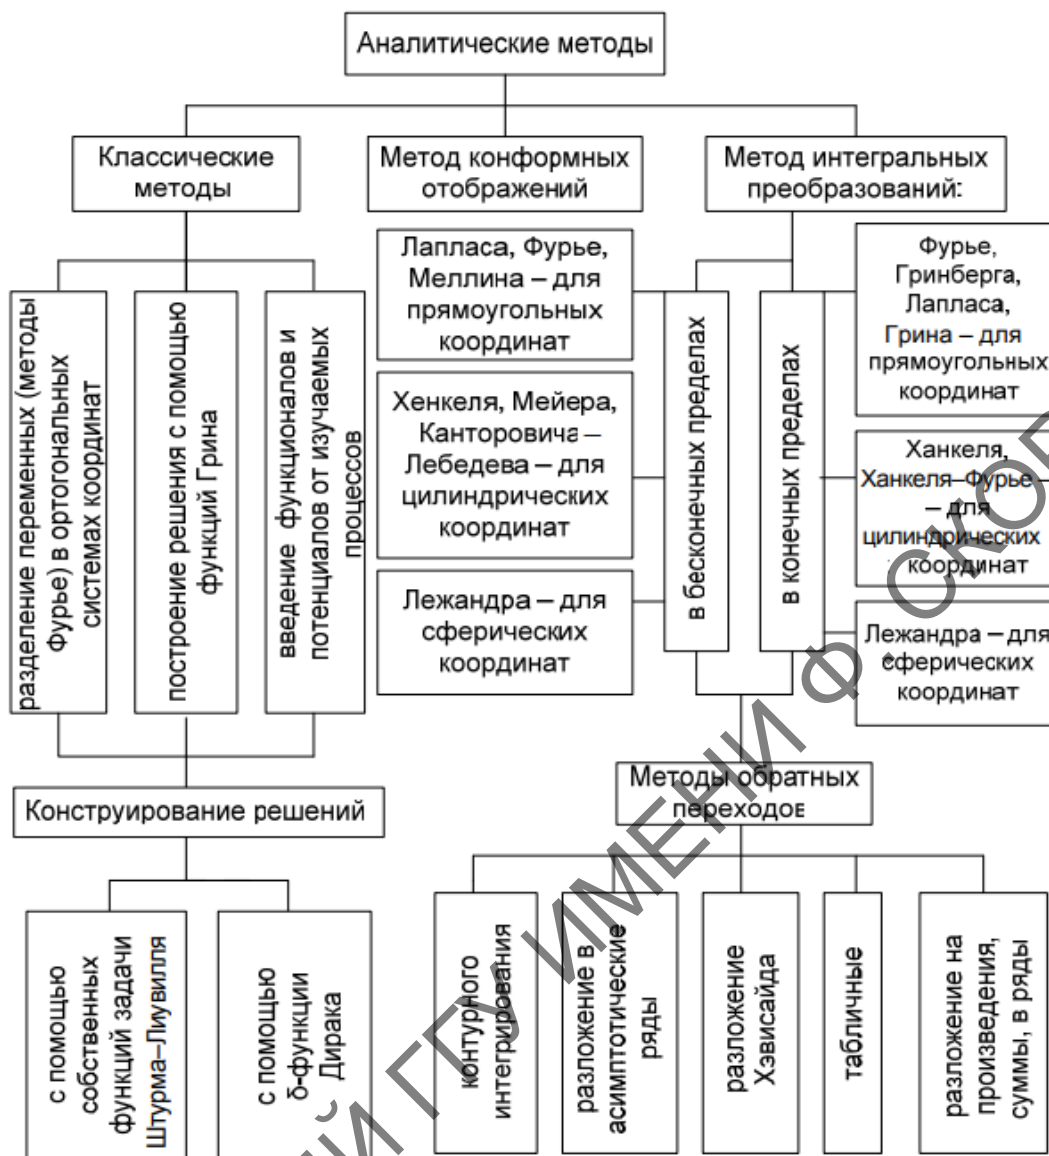 Аналитические методы
Классические
методы
Метод конформных
отображений
Метод интегральных
преобразований:
разделение переменных (методы
Фурье) в ортогональных
системах координат
построение решения с помощью
функций Грина
введение функционалов и
потенциалов от изучаемых
процессов
Лапласа, Фурье,
Меллина – для
прямоугольных
координат
Хенкеля, Мейера,
Канторовича –
Лебедева – для
цилиндрических
координат
Лежандра – для
сферических
координат
в бесконечных пределах
в конечных пределах
Фурье,
Гринберга,
Лапласа,
Грина – для
прямоугольных
координат
Ханкеля,
Ханкеля–Фурье –
– для
цилиндрических
координат
Лежандра – для
сферических
координат
Конструирование решений
с помощью
собственных
функций задачи
Штурма–Лиувилля
с помощью
δ-функции
Дирака
Методы обратных
переходов
контурного
интегрирования
разложение в
асимптотические
ряды
разложение
Хэвисайда
табличные
разложение на
произведения,
суммы, в ряды
ГГУ ИМЕНИ Ф. СКОР